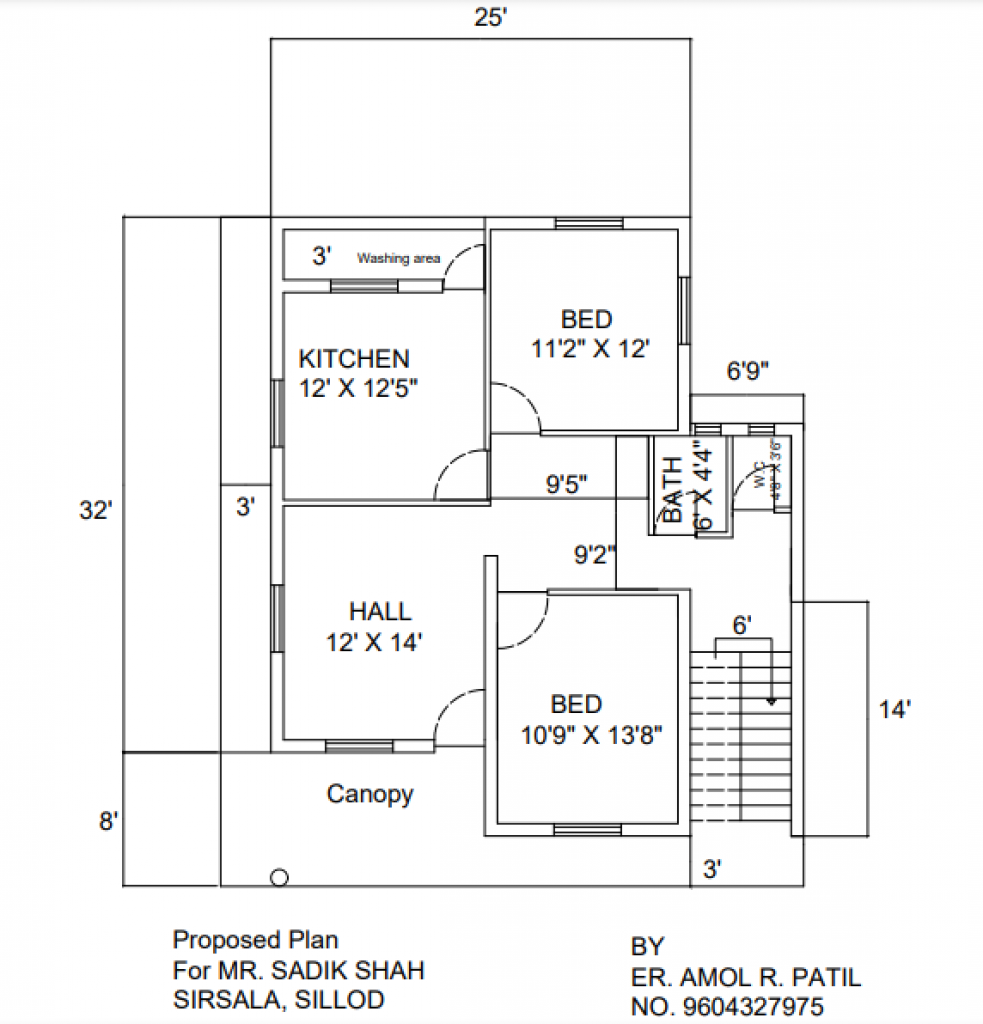 25'
3'
Washing area
BED
11'2" X 12'
KITCHEN
12' X 12'5"
6'9"
BATH
6' X 4'4"
W.C
4'8" X 3'6"
9'5"
32'
3'
9'2"
HALL
12' X 14'
6'
BED
10'9" X 13'8"
14'
Canopy
8'
3'
Proposed Plan
For MR. SADIK SHAH
SIRSALA, SILLOD
BY
ER. AMOL R. PATIL
NO. 9604327975